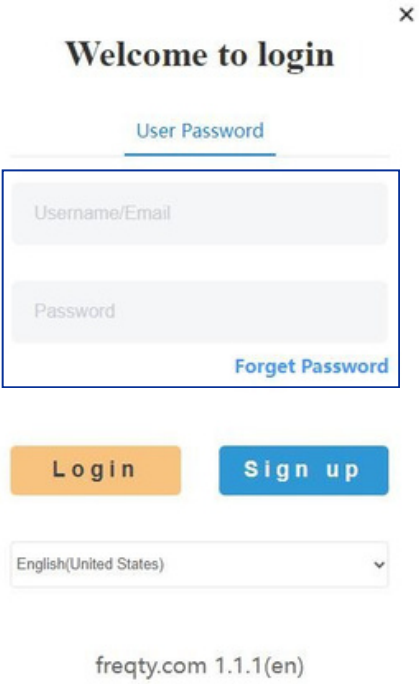 Welcome to login
User Password
Username/Email
Password
Forget Password
Login
Sign up
English(United States)
freqty.com 1.1.1(en)